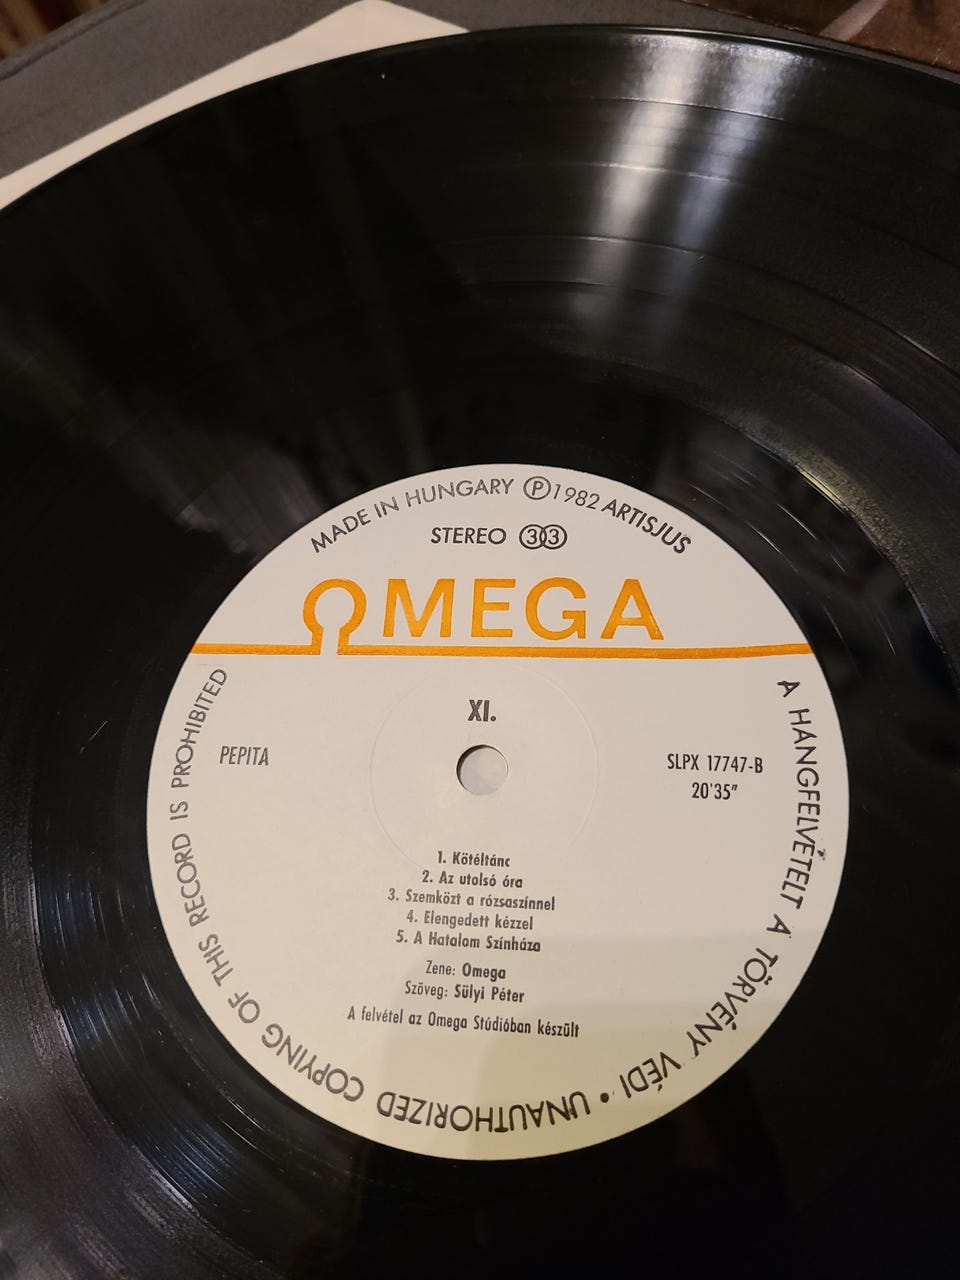 MADE IN HUNGARY Ⓟ 1982 ARTISJUS
STEREO 33
ΩMEGA
XI.
PEPITA
SLPX 17747-B
20'35"
1. Kötéltánc
2. Az utolsó óra
3. Szemközt a rózsaszínnel
4. Elengedett kézzel
5. A Hatalom Színháza
Zene: Omega
Szöveg: Sülyi Péter
A felvétel az Omega Stúdióban készült
A HANGFELVÉTELT A TÖRVÉNY VÉDI • UNAUTHORIZED COPYING OF THIS RECORD IS PROHIBITED